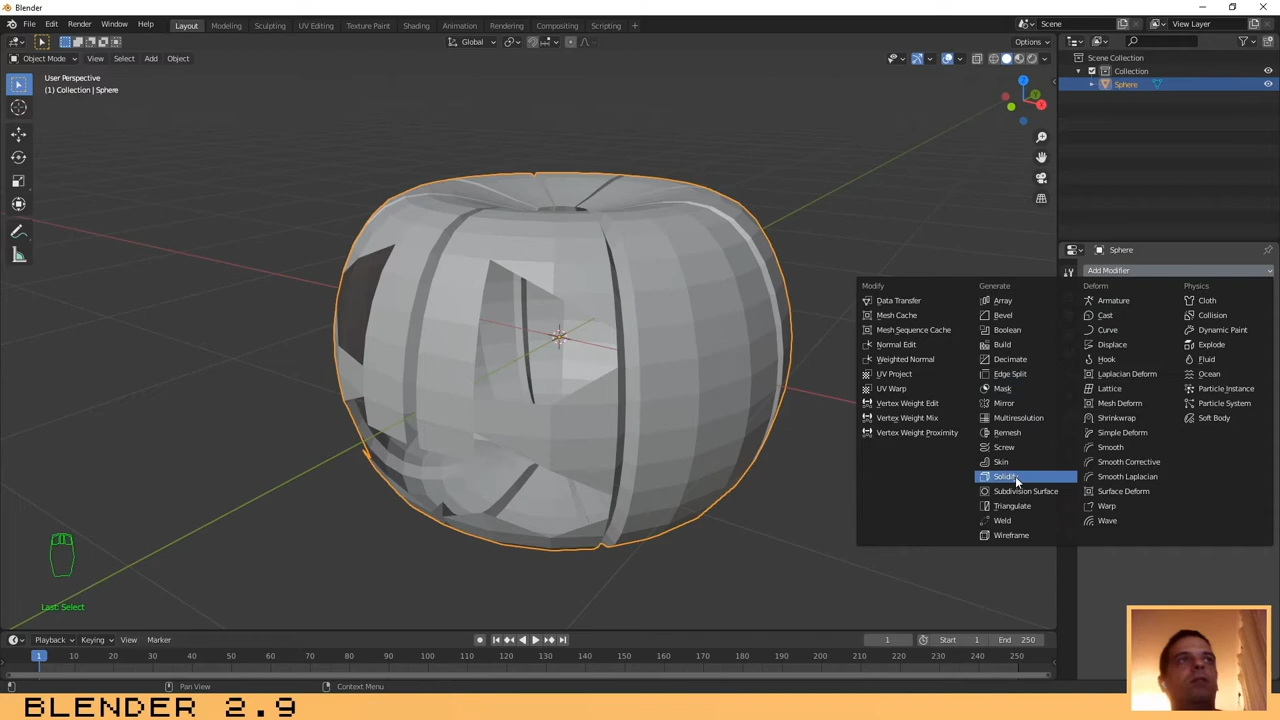 Blender
File Edit Render Window Help Layout Modeling Sculpting UV Editing Texture Paint Shading Animation Rendering Compositing Scripting + Scene View Layer
Global Options
Object Mode View Select Add Object
User Perspective
(1) Collection | Sphere
Scene Collection
Collection
Sphere
Sphere
Add Modifier
Modify Generate Deform Physics
Data Transfer Array Armature Cloth
Mesh Cache Bevel Cast Collision
Mesh Sequence Cache Boolean Curve Dynamic Paint
Normal Edit Build Displace Explode
Weighted Normal Decimate Hook Fluid
UV Project Edge Split Laplacian Deform Ocean
UV Warp Mask Lattice Particle Instance
Vertex Weight Edit Mirror Mesh Deform Particle System
Vertex Weight Mix Multiresolution Shrinkwrap Soft Body
Vertex Weight Proximity Remesh Simple Deform
Screw Smooth
Skin Smooth Corrective
Solidify Smooth Laplacian
Subdivision Surface Surface Deform
Triangulate Warp
Weld Wave
Wireframe
Last: Select
Playback Keying View Marker 1 Start 1 End 250
1 10 20 30 40 50 60 70 80 90 100 110 120 130 140 150 160 170 180 190 200 210 220 230 240 250
Pan View Context Menu
BLENDER 2.9